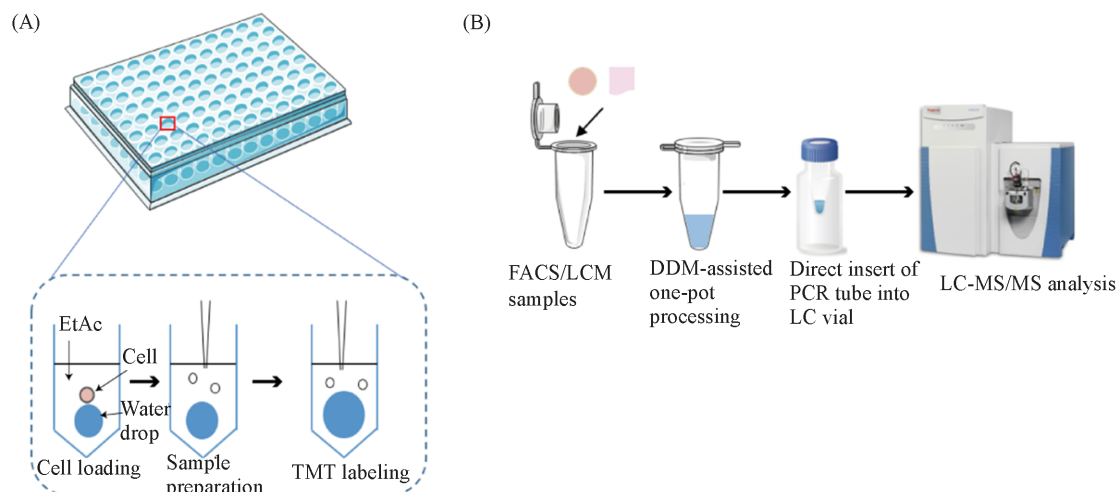 (A)
EtAc
Cell
Water
drop
Cell loading
Sample
preparation
TMT labeling
(B)
FACS/LCM
samples
DDM-assisted
one-pot
processing
Direct insert of
PCR tube into
LC vial
LC-MS/MS analysis